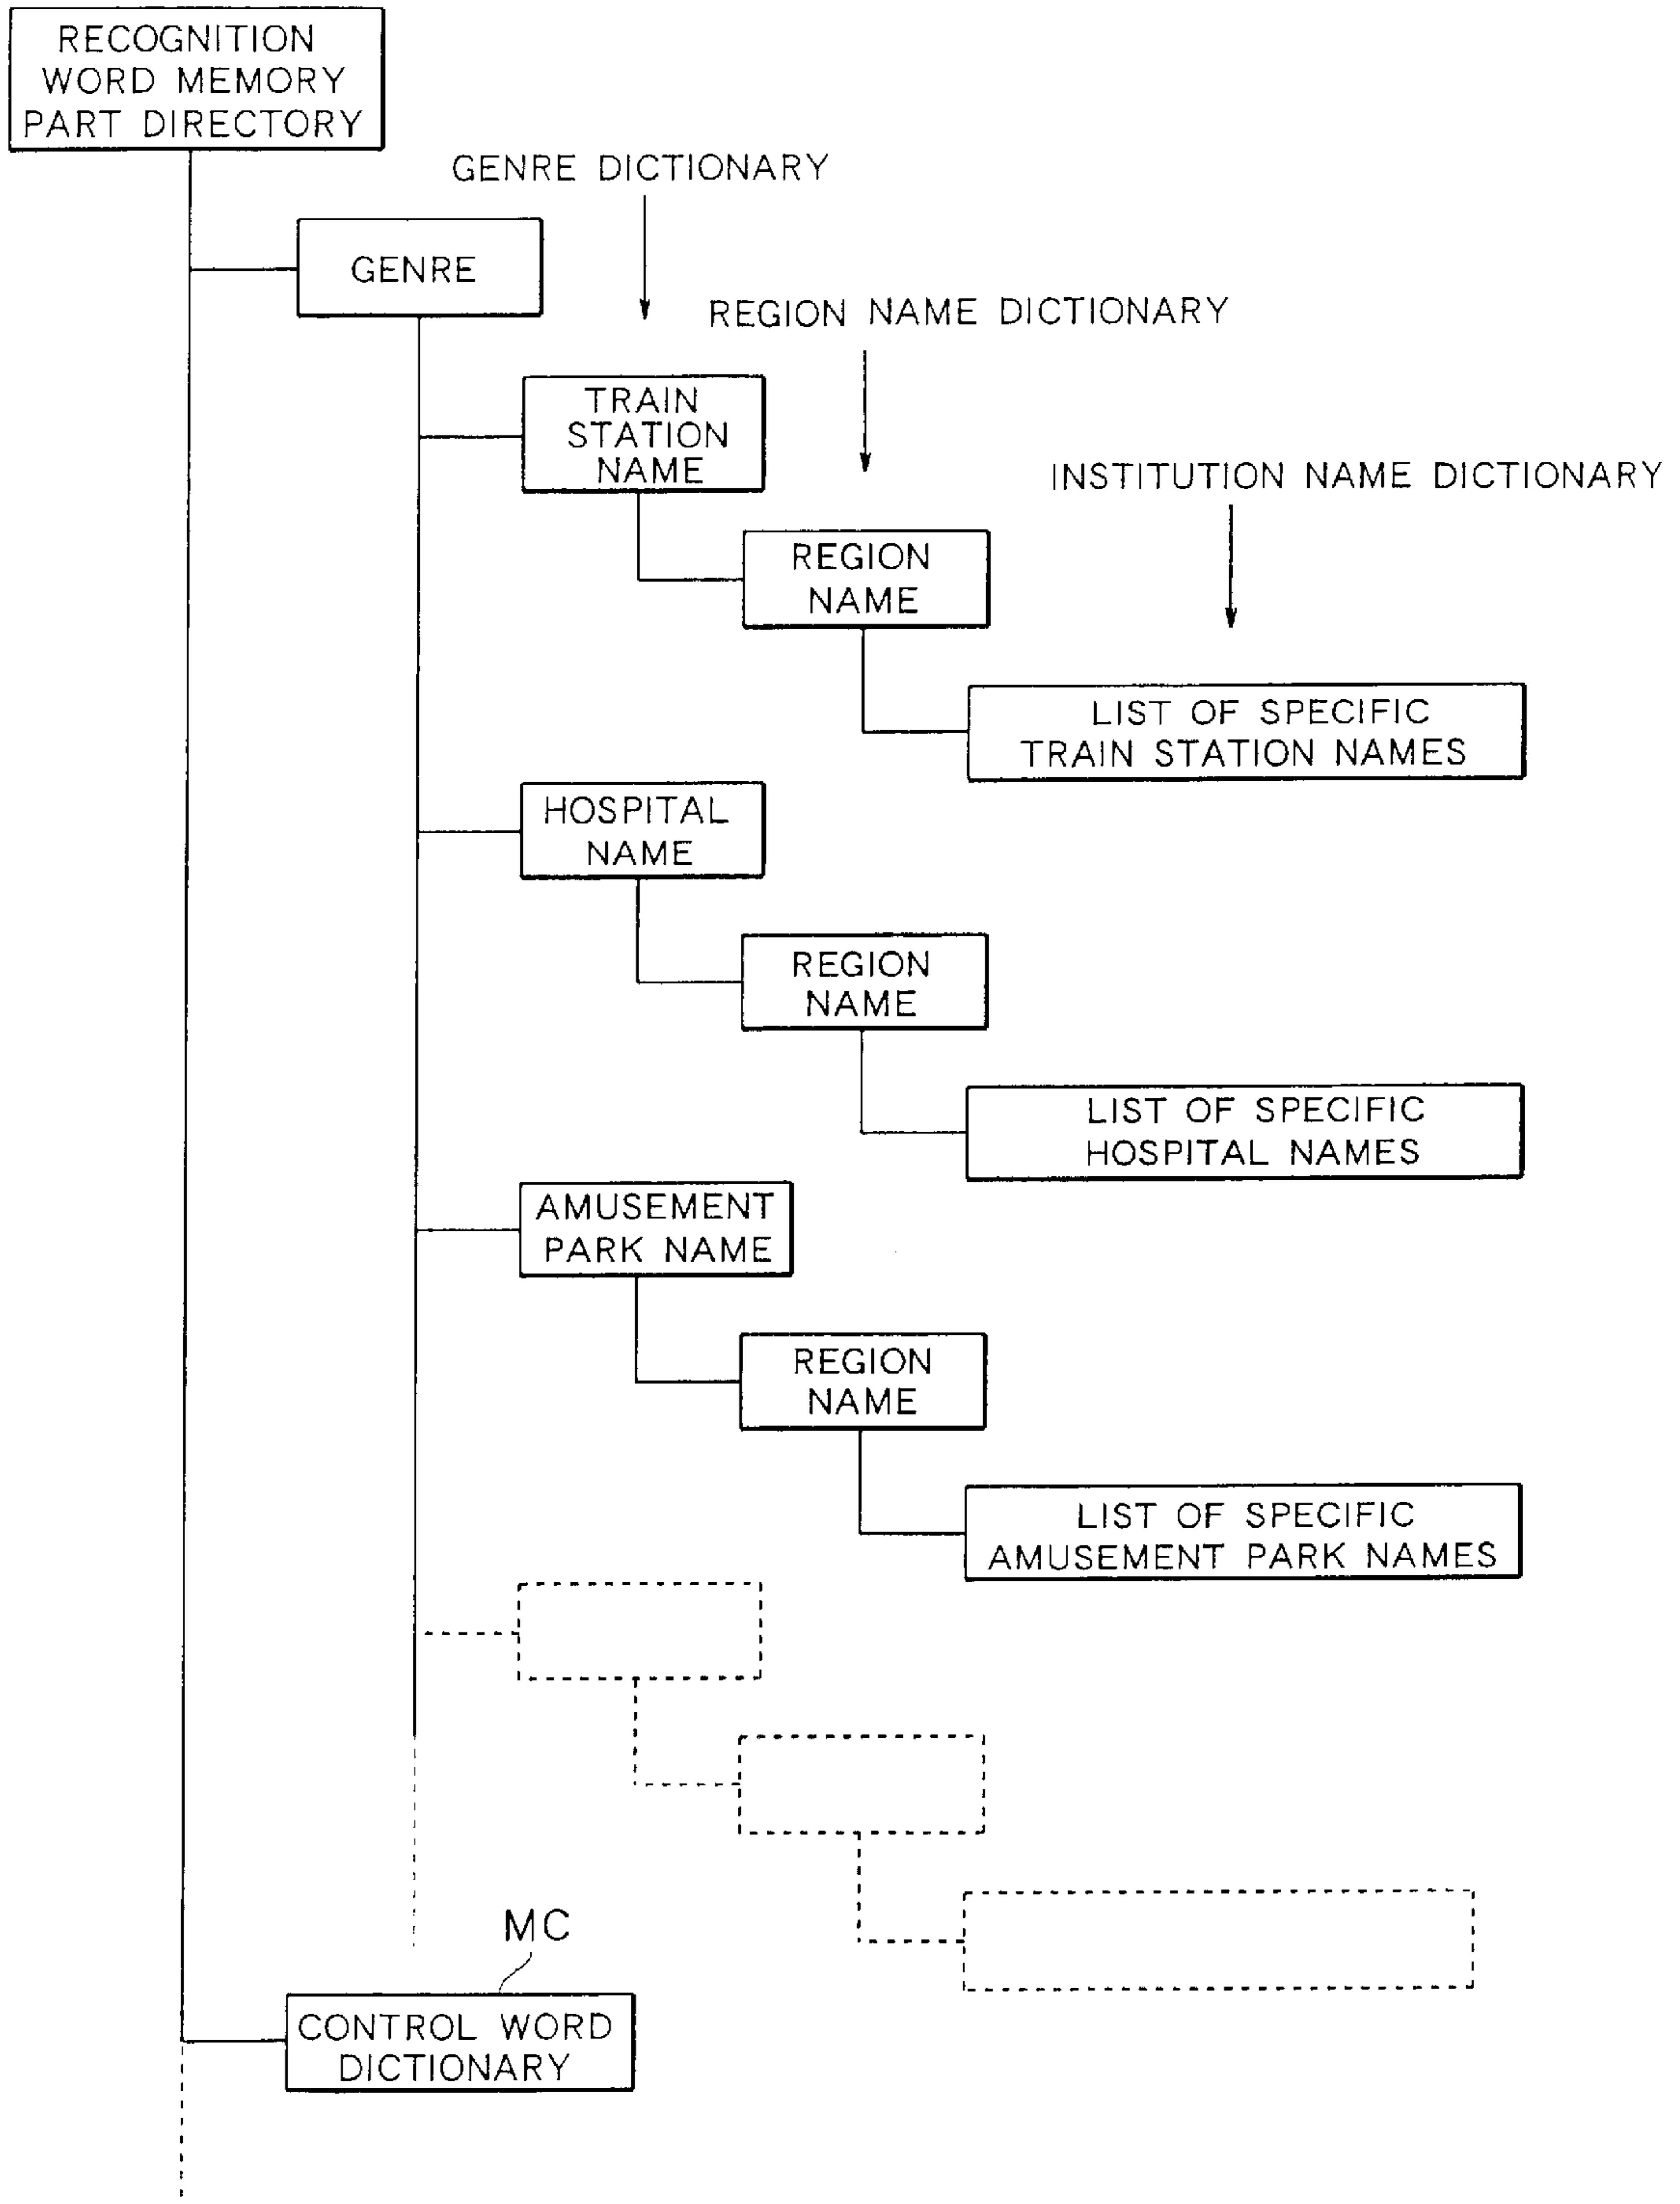 RECOGNITION
WORD MEMORY
PART DIRECTORY
GENRE DICTIONARY
GENRE
REGION NAME DICTIONARY
TRAIN
STATION
NAME
INSTITUTION NAME DICTIONARY
REGION
NAME
LIST OF SPECIFIC
TRAIN STATION NAMES
HOSPITAL
NAME
REGION
NAME
LIST OF SPECIFIC
HOSPITAL NAMES
AMUSEMENT
PARK NAME
REGION
NAME
LIST OF SPECIFIC
AMUSEMENT PARK NAMES
MC
CONTROL WORD
DICTIONARY